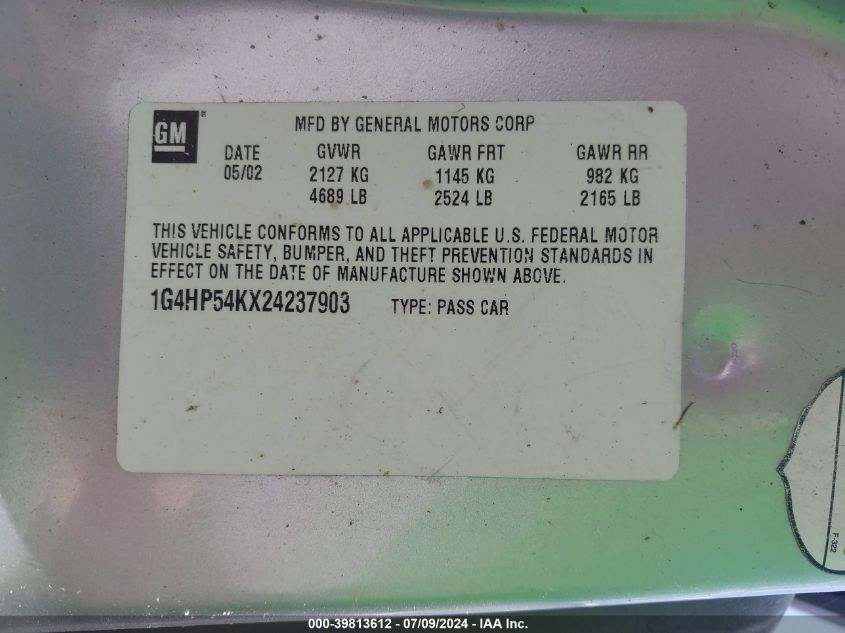 GM
MFD BY GENERAL MOTORS CORP
DATE GVWR GAWR FRT GAWR RR
05/02 2127 KG 1145 KG 982 KG
4689 LB 2524 LB 2165 LB
THIS VEHICLE CONFORMS TO ALL APPLICABLE U.S. FEDERAL MOTOR
VEHICLE SAFETY, BUMPER, AND THEFT PREVENTION STANDARDS IN
EFFECT ON THE DATE OF MANUFACTURE SHOWN ABOVE.
1G4HP54KX24237903 TYPE: PASS CAR
F-322
000-39813612 - 07/09/2024 - IAA Inc.